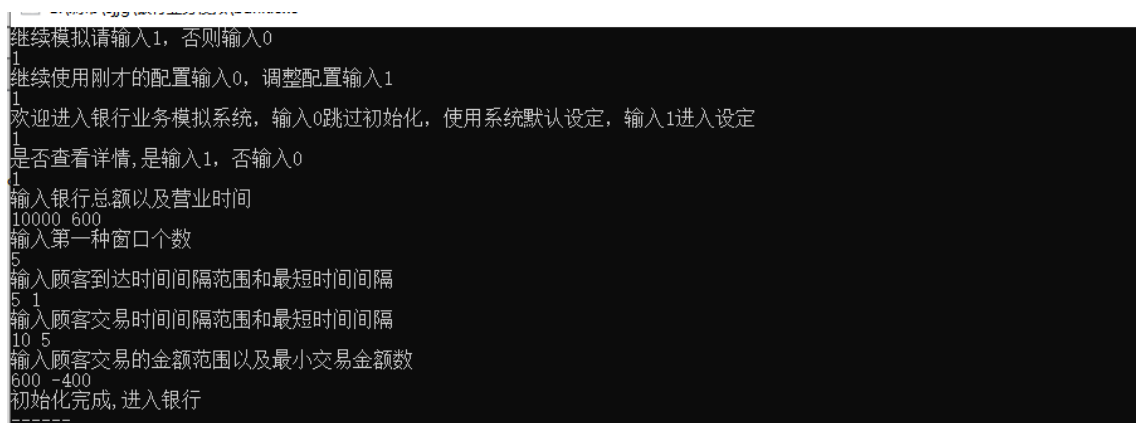 继续模拟请输入1，否则输入0
1
继续使用刚才的配置输入0，调整配置输入1
1
欢迎进入银行业务模拟系统，输入0跳过初始化，使用系统默认设定，输入1进入设定
1
是否查看详情,是输入1，否输入0
1
输入银行总额以及营业时间
10000 600
输入第一种窗口个数
5
输入顾客到达时间间隔范围和最短时间间隔
5 1
输入顾客交易时间间隔范围和最短时间间隔
10 5
输入顾客交易的金额范围以及最小交易金额数
600 -400
初始化完成,进入银行
------